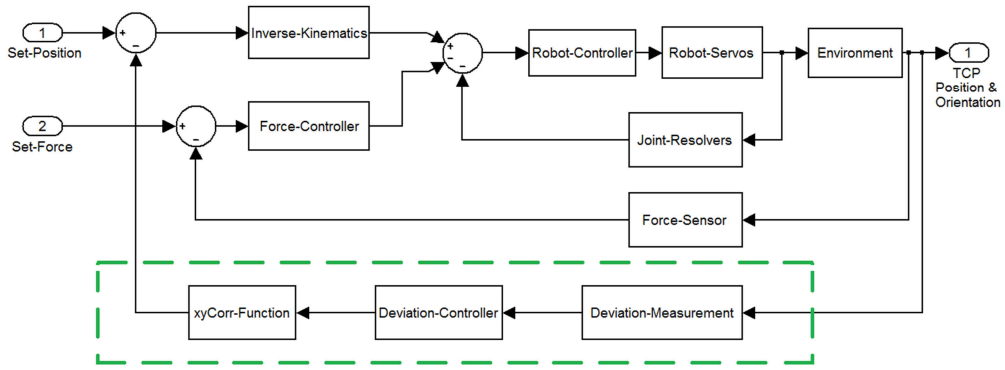 1
Set-Position
+
−
Inverse-Kinematics
+
−
−
Robot-Controller
Robot-Servos
Environment
1
TCP
Position &
Orientation
2
Set-Force
+
−
Force-Controller
Joint-Resolvers
Force-Sensor
xyCorr-Function
Deviation-Controller
Deviation-Measurement